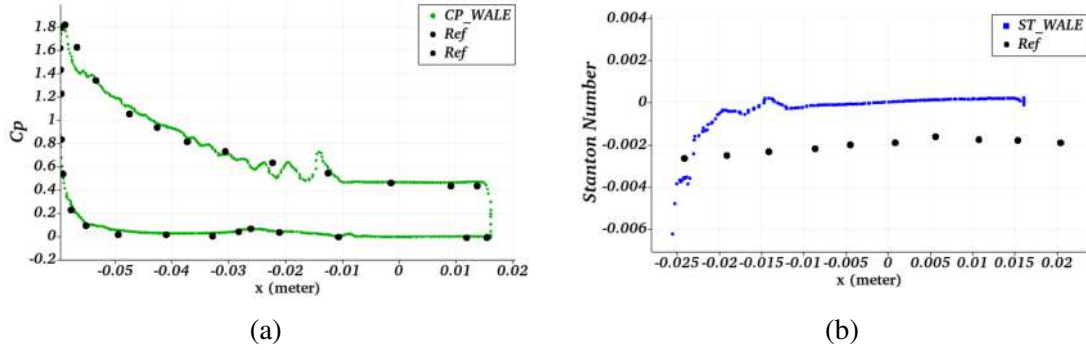 1.8
1.6
1.4
1.2
1
0.8
0.6
0.4
0.2
0
-0.2
Cp
CP_WALE
Ref
Ref
-0.05 -0.04 -0.03 -0.02 -0.01 0 0.01 0.02
x (meter)
(a)
0.004
0.002
0
-0.002
-0.004
-0.006
Stanton Number
ST_WALE
Ref
-0.025 -0.02 -0.015 -0.01 -0.005 0 0.005 0.01 0.015 0.02
x (meter)
(b)